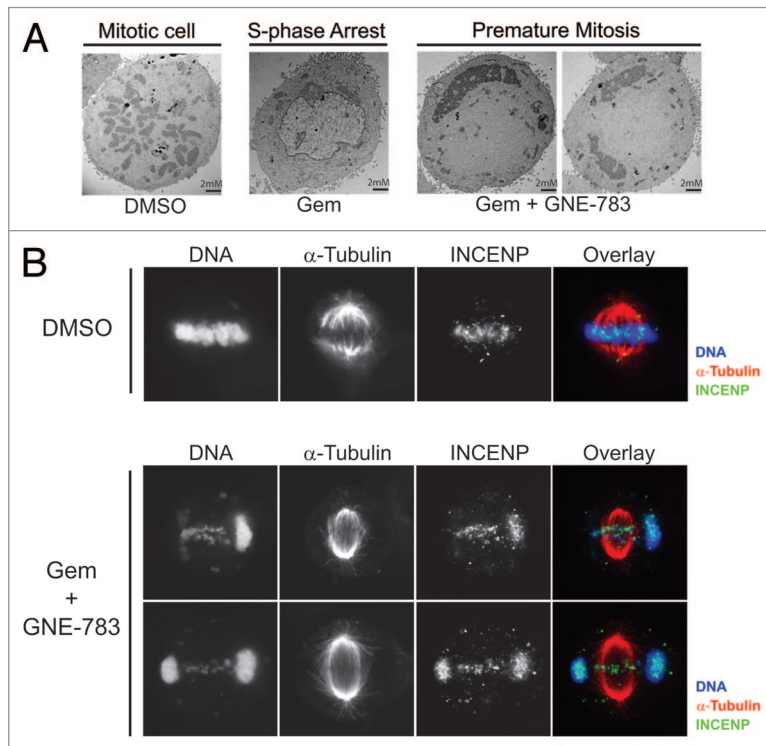 A
Mitotic cell
S-phase Arrest
Premature Mitosis
2mM
2mM
2mM
2mM
DMSO
Gem
Gem + GNE-783
B
DNA
α-Tubulin
INCENP
Overlay
DMSO
DNA
α-Tubulin
INCENP
DNA
α-Tubulin
INCENP
Overlay
Gem
+
GNE-783
DNA
α-Tubulin
INCENP